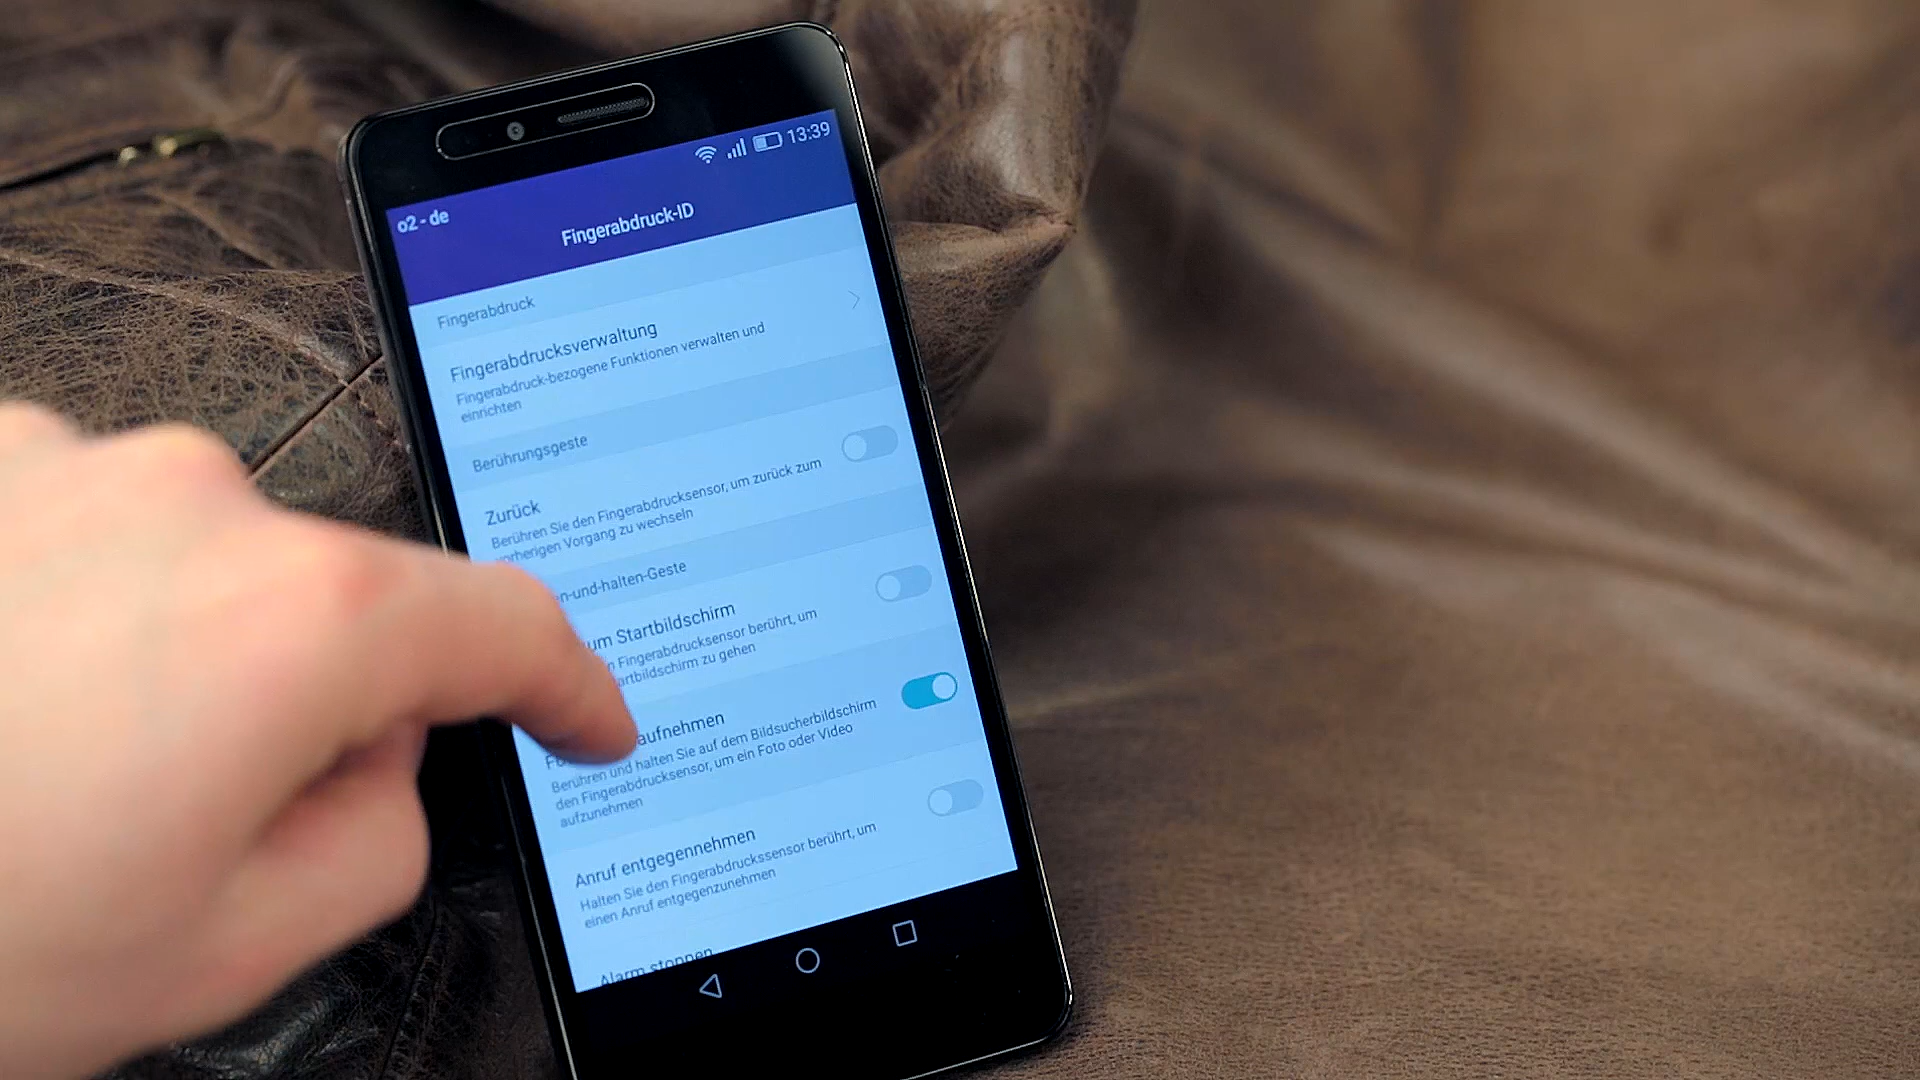 o2 - de
13:39
Fingerabdruck-ID
Fingerabdruck
Fingerabdrucksverwaltung
Fingerabdruck-bezogene Funktionen verwalten und
einrichten
Berührungsgeste
Zurück
Berühren Sie den Fingerabdrucksensor, um zurück zum
vorherigen Vorgang zu wechseln
-und-halten-Geste
Startbildschirm
Fingerabdrucksensor berührt, um
zu gehen
aufnehmen
Berühren und halten Sie auf dem Bildsucherbildschirm
den Fingerabdrucksensor, um ein Foto oder Video
aufzunehmen
Anruf entgegennehmen
Halten Sie den Fingerabdruckssensor berührt, um
einen Anruf entgegenzunehmen
Alarm stoppen